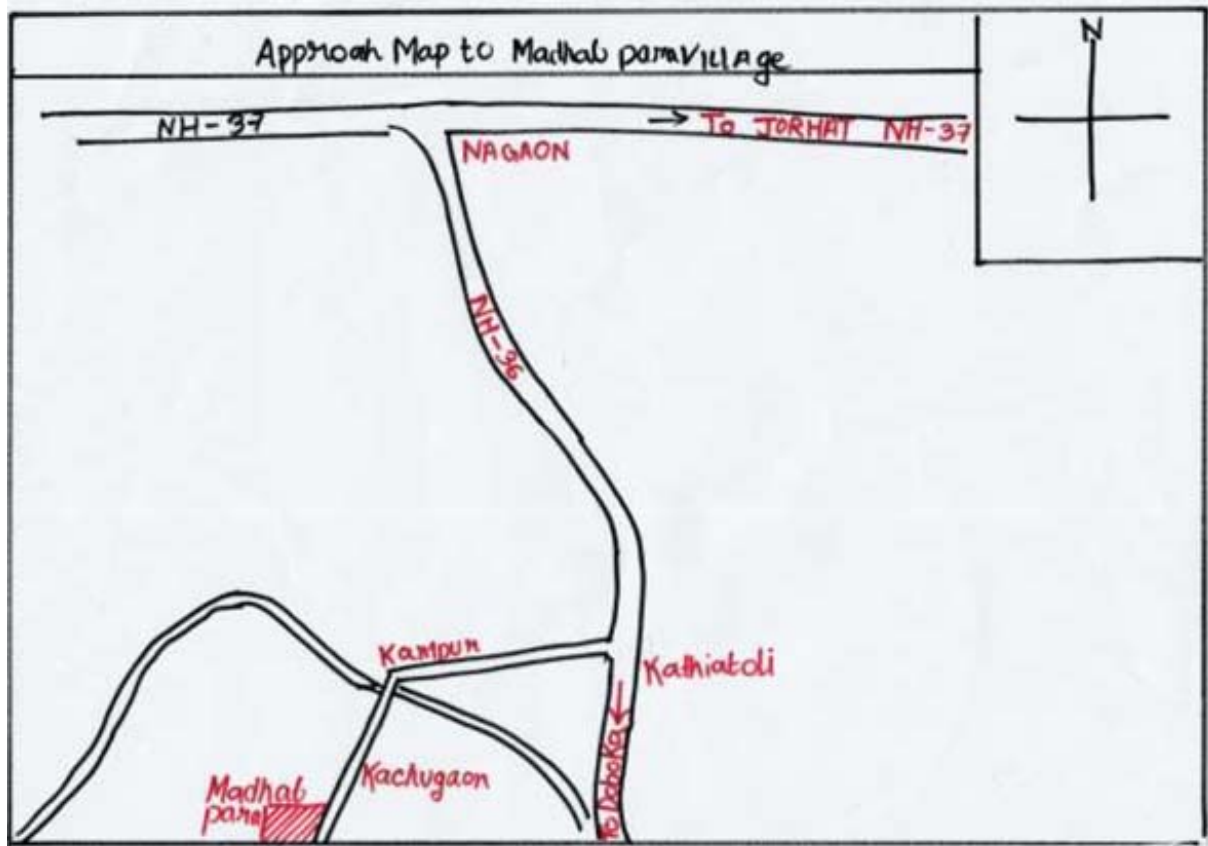 Approah Map to Madhab para VILLAge
N
NH-37
→ To JORHAT NH-37
NAGAON
NH-36
Kampur
Kathiatoli
To Doboka
Kachugaon
Madhab
para